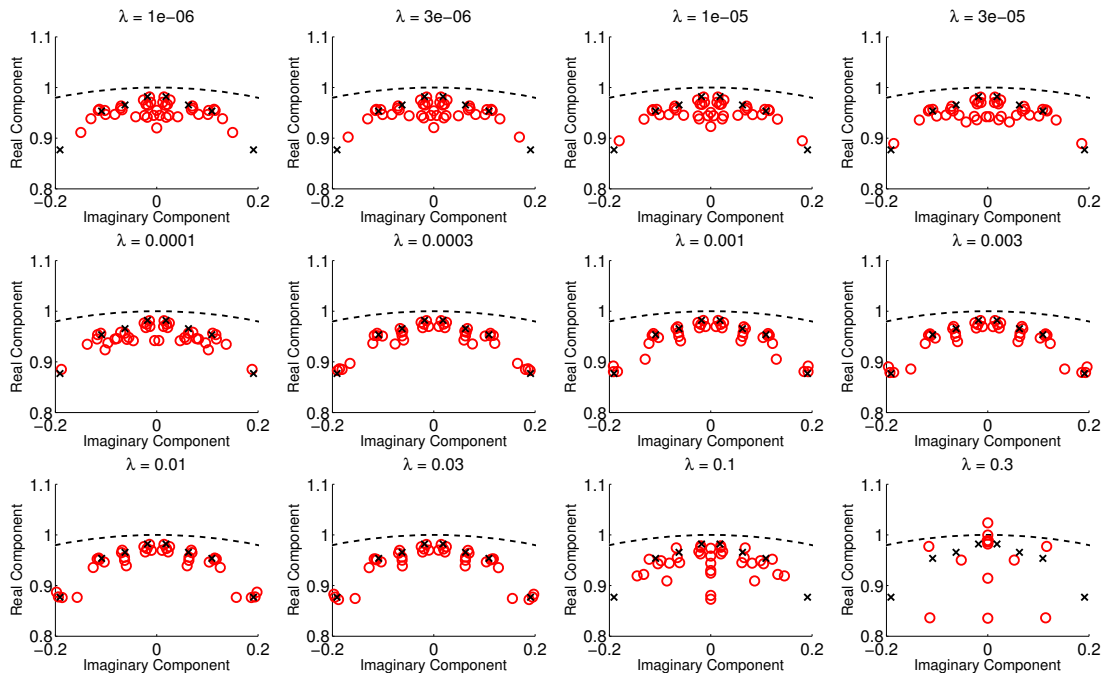 λ = 1e-06
1.1
1
0.9
0.8
Real Component
−0.2
0
0.2
Imaginary Component
λ = 3e-06
1.1
1
0.9
0.8
Real Component
−0.2
0
0.2
Imaginary Component
λ = 1e-05
1.1
1
0.9
0.8
Real Component
−0.2
0
0.2
Imaginary Component
λ = 3e-05
1.1
1
0.9
0.8
Real Component
−0.2
0
0.2
Imaginary Component
λ = 0.0001
1.1
1
0.9
0.8
Real Component
−0.2
0
0.2
Imaginary Component
λ = 0.0003
1.1
1
0.9
0.8
Real Component
−0.2
0
0.2
Imaginary Component
λ = 0.001
1.1
1
0.9
0.8
Real Component
−0.2
0
0.2
Imaginary Component
λ = 0.003
1.1
1
0.9
0.8
Real Component
−0.2
0
0.2
Imaginary Component
λ = 0.01
1.1
1
0.9
0.8
Real Component
−0.2
0
0.2
Imaginary Component
λ = 0.03
1.1
1
0.9
0.8
Real Component
−0.2
0
0.2
Imaginary Component
λ = 0.1
1.1
1
0.9
0.8
Real Component
−0.2
0
0.2
Imaginary Component
λ = 0.3
1.1
1
0.9
0.8
Real Component
−0.2
0
0.2
Imaginary Component